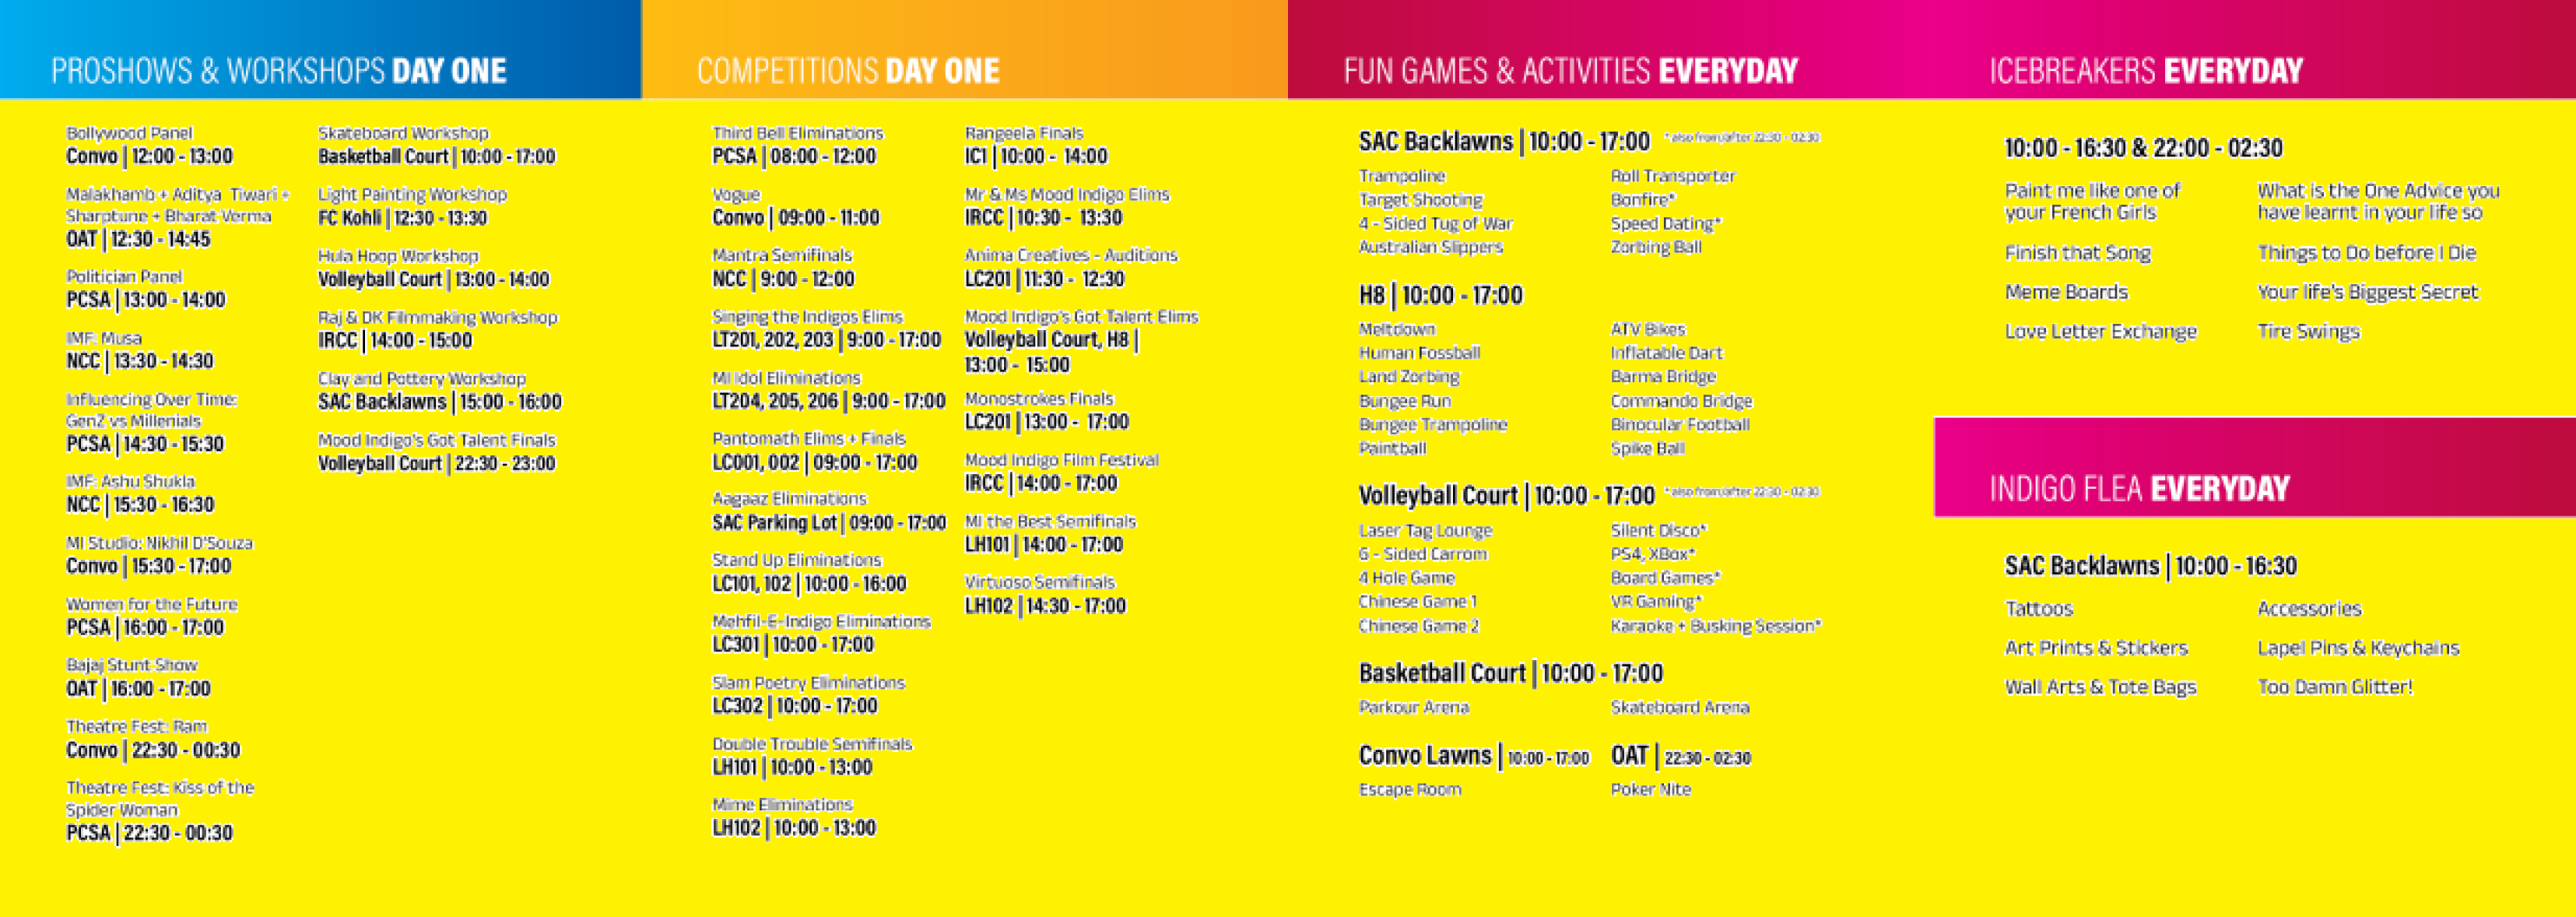 PROSHOWS & WORKSHOPS DAY ONE
Bollywood Panel
Convo | 12:00 - 13:00
Malakhamb + Aditya Tiwari +
Sharptune + Bharat Verma
OAT | 12:30 - 14:45
Politician Panel
PCSA | 13:00 - 14:00
IMF: Musa
NCC | 13:30 - 14:30
Influencing Over Time:
GenZ vs Millenials
PCSA | 14:30 - 15:30
IMF: Ashu Shukla
NCC | 15:30 - 16:30
MI Studio: Nikhil D'Souza
Convo | 15:30 - 17:00
Women for the Future
PCSA | 16:00 - 17:00
Bajaj Stunt Show
OAT | 16:00 - 17:00
Theatre Fest: Ram
Convo | 22:30 - 00:30
Theatre Fest: Kiss of the
Spider Woman
PCSA | 22:30 - 00:30
Skateboard Workshop
Basketball Court | 10:00 - 17:00
Light Painting Workshop
FC Kohli | 12:30 - 13:30
Hula Hoop Workshop
Volleyball Court | 13:00 - 14:00
Raj & DK Filmmaking Workshop
IRCC | 14:00 - 15:00
Clay and Pottery Workshop
SAC Backlawns | 15:00 - 16:00
Mood Indigo's Got Talent Finals
Volleyball Court | 22:30 - 23:00
COMPETITIONS DAY ONE
Third Bell Eliminations
PCSA | 08:00 - 12:00
Vogue
Convo | 09:00 - 11:00
Mantra Semifinals
NCC | 9:00 - 12:00
Singing the Indigos Elims
LT201, 202, 203 | 9:00 - 17:00
MI Idol Eliminations
LT204, 205, 206 | 9:00 - 17:00
Pantomath Elims + Finals
LC001, 002 | 09:00 - 17:00
Aagaaz Eliminations
SAC Parking Lot | 09:00 - 17:00
Stand Up Eliminations
LC101, 102 | 10:00 - 16:00
Mehfil-E-Indigo Eliminations
LC301 | 10:00 - 17:00
Slam Poetry Eliminations
LC302 | 10:00 - 17:00
Double Trouble Semifinals
LH101 | 10:00 - 13:00
Mime Eliminations
LH102 | 10:00 - 13:00
Rangeela Finals
IC1 | 10:00 - 14:00
Mr & Ms Mood Indigo Elims
IRCC | 10:30 - 13:30
Anima Creatives - Auditions
LC201 | 11:30 - 12:30
Mood Indigo's Got Talent Elims
Volleyball Court, H8 |
13:00 - 15:00
Monostrokes Finals
LC201 | 13:00 - 17:00
Mood Indigo Film Festival
IRCC | 14:00 - 17:00
MI the Best Semifinals
LH101 | 14:00 - 17:00
Virtuoso Semifinals
LH102 | 14:30 - 17:00
FUN GAMES & ACTIVITIES EVERYDAY
SAC Backlawns | 10:00 - 17:00 *also from/after 22:30 - 02:30
Trampoline
Target Shooting
4 - Sided Tug of War
Australian Slippers
Roll Transporter
Bonfire*
Speed Dating*
Zorbing Ball
H8 | 10:00 - 17:00
Meltdown
Human Fossball
Land Zorbing
Bungee Run
Bungee Trampoline
Paintball
ATV Bikes
Inflatable Dart
Barma Bridge
Commando Bridge
Binocular Football
Spike Ball
Volleyball Court | 10:00 - 17:00 *also from/after 22:30 - 02:30
Laser Tag Lounge
6 - Sided Carrom
4 Hole Game
Chinese Game 1
Chinese Game 2
Silent Disco*
PS4, XBox*
Board Games*
VR Gaming*
Karaoke + Busking Session*
Basketball Court | 10:00 - 17:00
Parkour Arena
Skateboard Arena
Convo Lawns | 10:00 - 17:00
Escape Room
OAT | 22:30 - 02:30
Poker Nite
ICEBREAKERS EVERYDAY
10:00 - 16:30 & 22:00 - 02:30
Paint me like one of
your French Girls
Finish that Song
Meme Boards
Love Letter Exchange
What is the One Advice you
have learnt in your life so
Things to Do before I Die
Your life's Biggest Secret
Tire Swings
INDIGO FLEA EVERYDAY
SAC Backlawns | 10:00 - 16:30
Tattoos
Art Prints & Stickers
Wall Arts & Tote Bags
Accessories
Lapel Pins & Keychains
Too Damn Glitter!